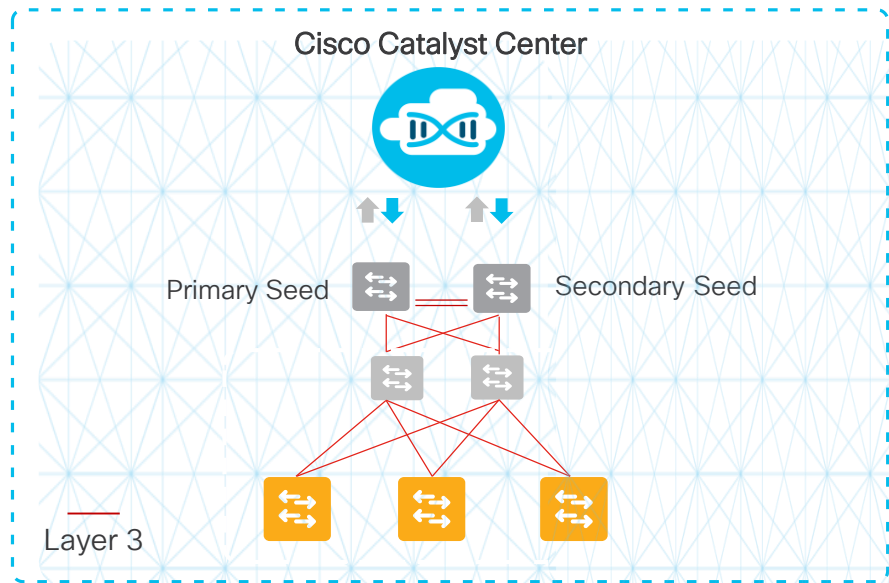 Cisco Catalyst Center
Primary Seed
Secondary Seed
Layer 3